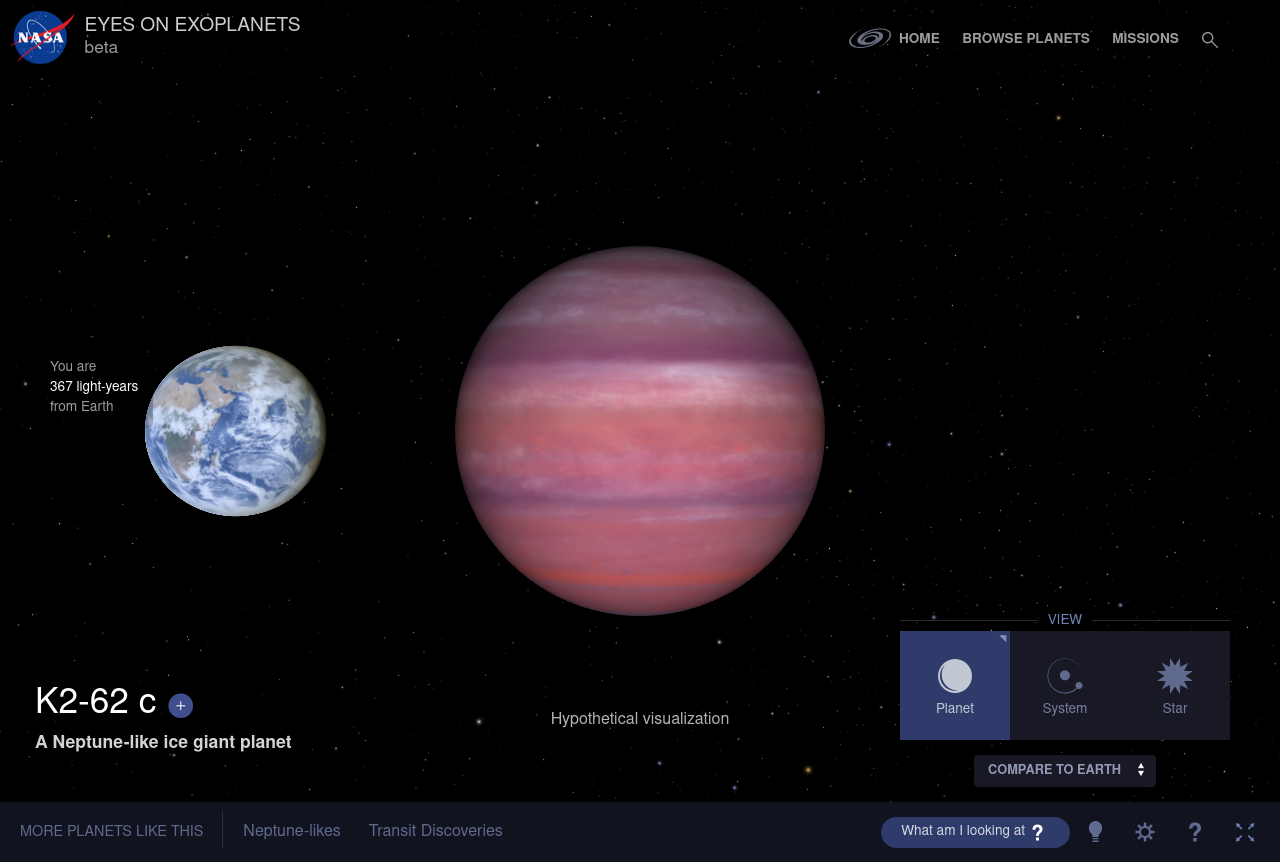 NASA
EYES ON EXOPLANETS
beta
HOME
BROWSE PLANETS
MISSIONS
You are
367 light-years
from Earth
VIEW
Planet
System
Star
K2-62 c +
A Neptune-like ice giant planet
Hypothetical visualization
COMPARE TO EARTH
MORE PLANETS LIKE THIS
Neptune-likes
Transit Discoveries
What am I looking at ?
?